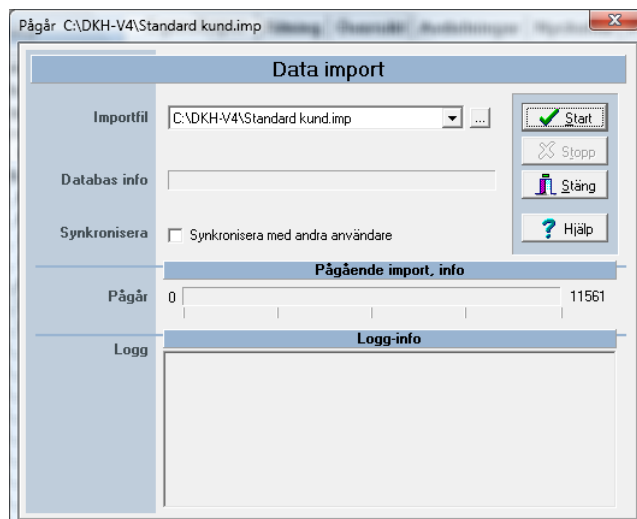 Pågår C:\DKH-V4\Standard kund.imp
Data import
Importfil
C:\DKH-V4\Standard kund.imp
...
Start
Stopp
Databas info
Stäng
Synkronisera
Synkronisera med andra användare
Hjälp
Pågående import, info
Pågår
0
11561
Logg-info
Logg